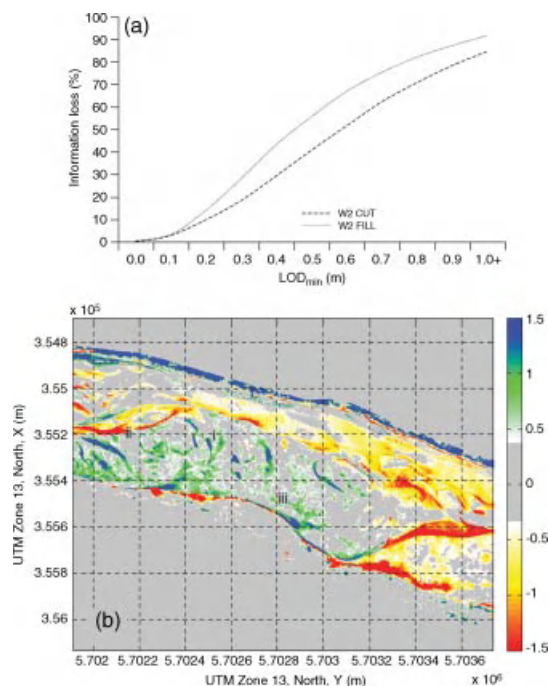 (a)
100
90
80
70
60
50
40
30
20
10
0
Information loss (%)
W2 CUT
W2 FILL
0.0 0.1 0.2 0.3 0.4 0.5 0.6 0.7 0.8 0.9 1.0+
LODmin (m)
x 10⁵
3.548
3.55
3.552
3.554
3.556
3.558
3.56
UTM Zone 13, North, X (m)
i
ii
iii
(b)
1.5
1
0.5
0
-0.5
-1
-1.5
5.702 5.7022 5.7024 5.7026 5.7028 5.703 5.7032 5.7034 5.7036
UTM Zone 13, North, Y (m)
x 10⁶